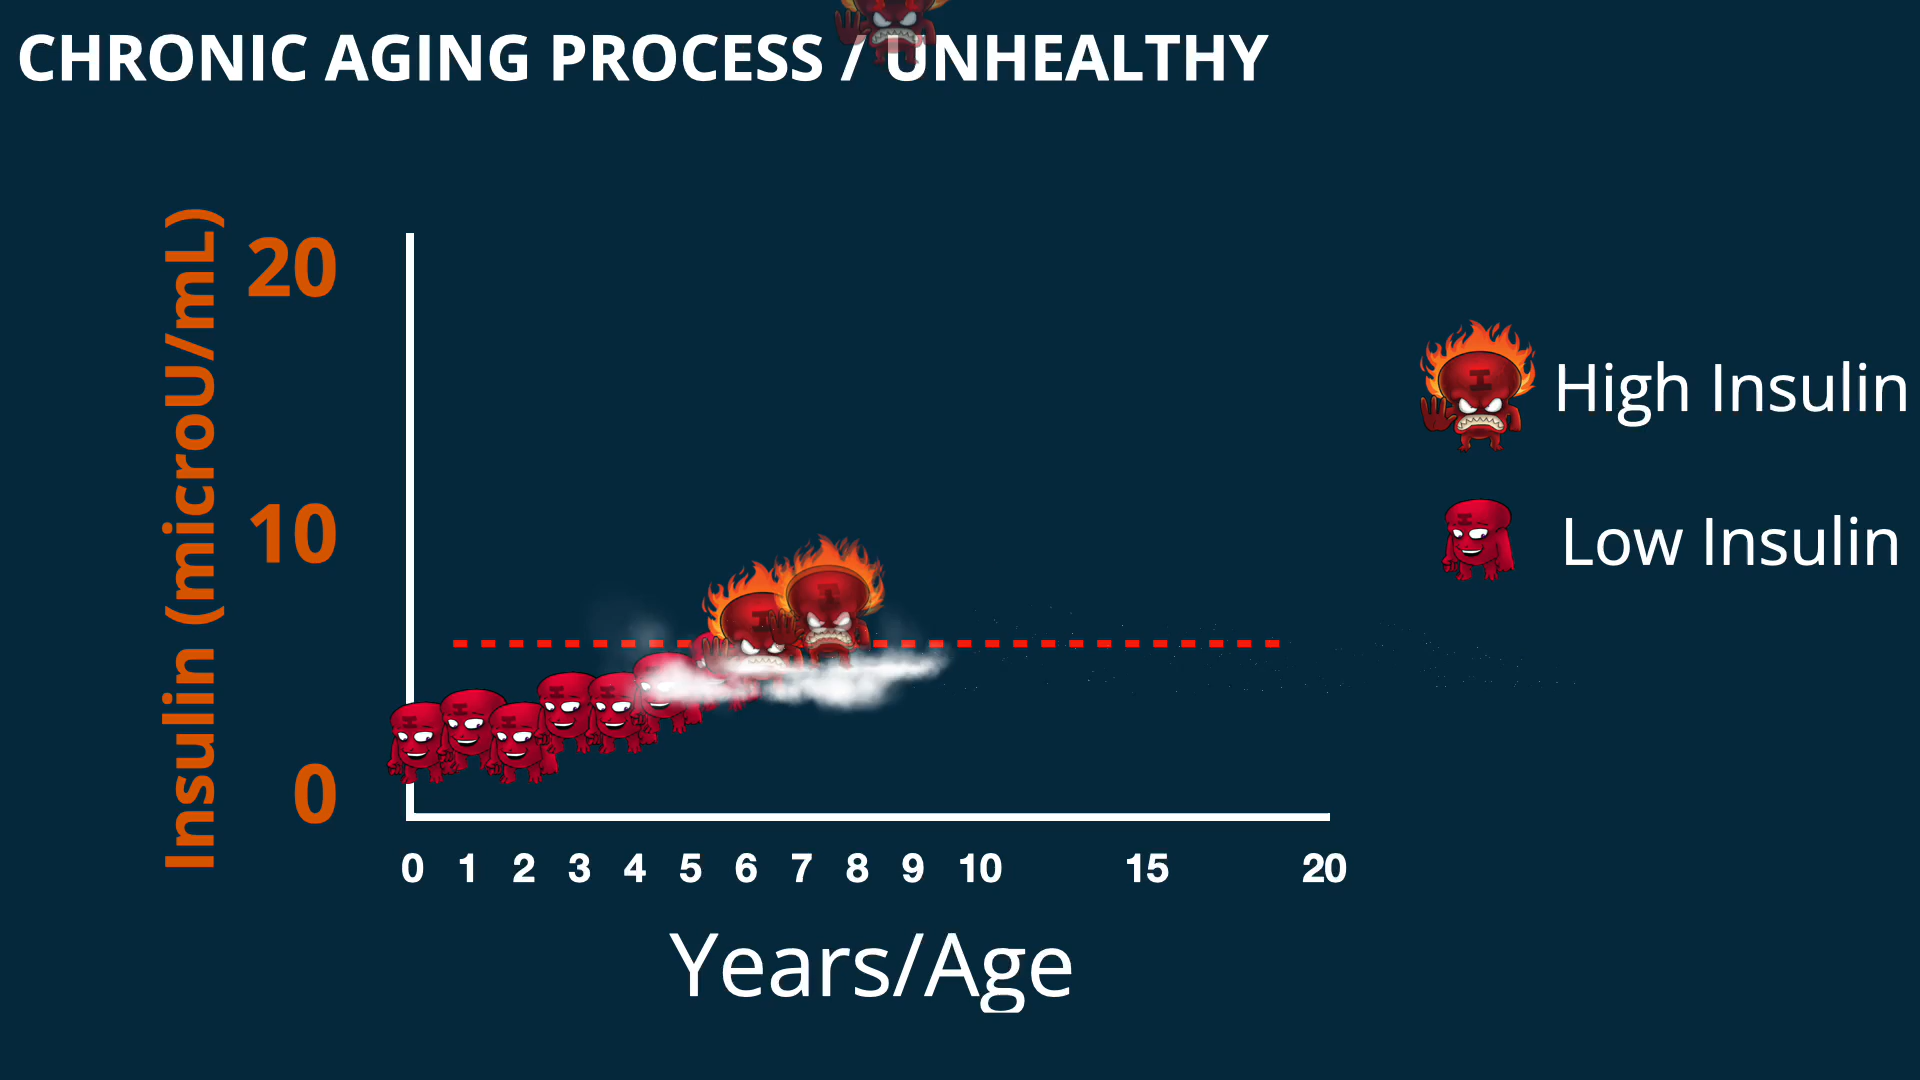 CHRONIC AGING PROCESS / UNHEALTHY
Insulin (microU/mL)
20
10
0
High Insulin
Low Insulin
0 1 2 3 4 5 6 7 8 9 10 15 20
Years/Age